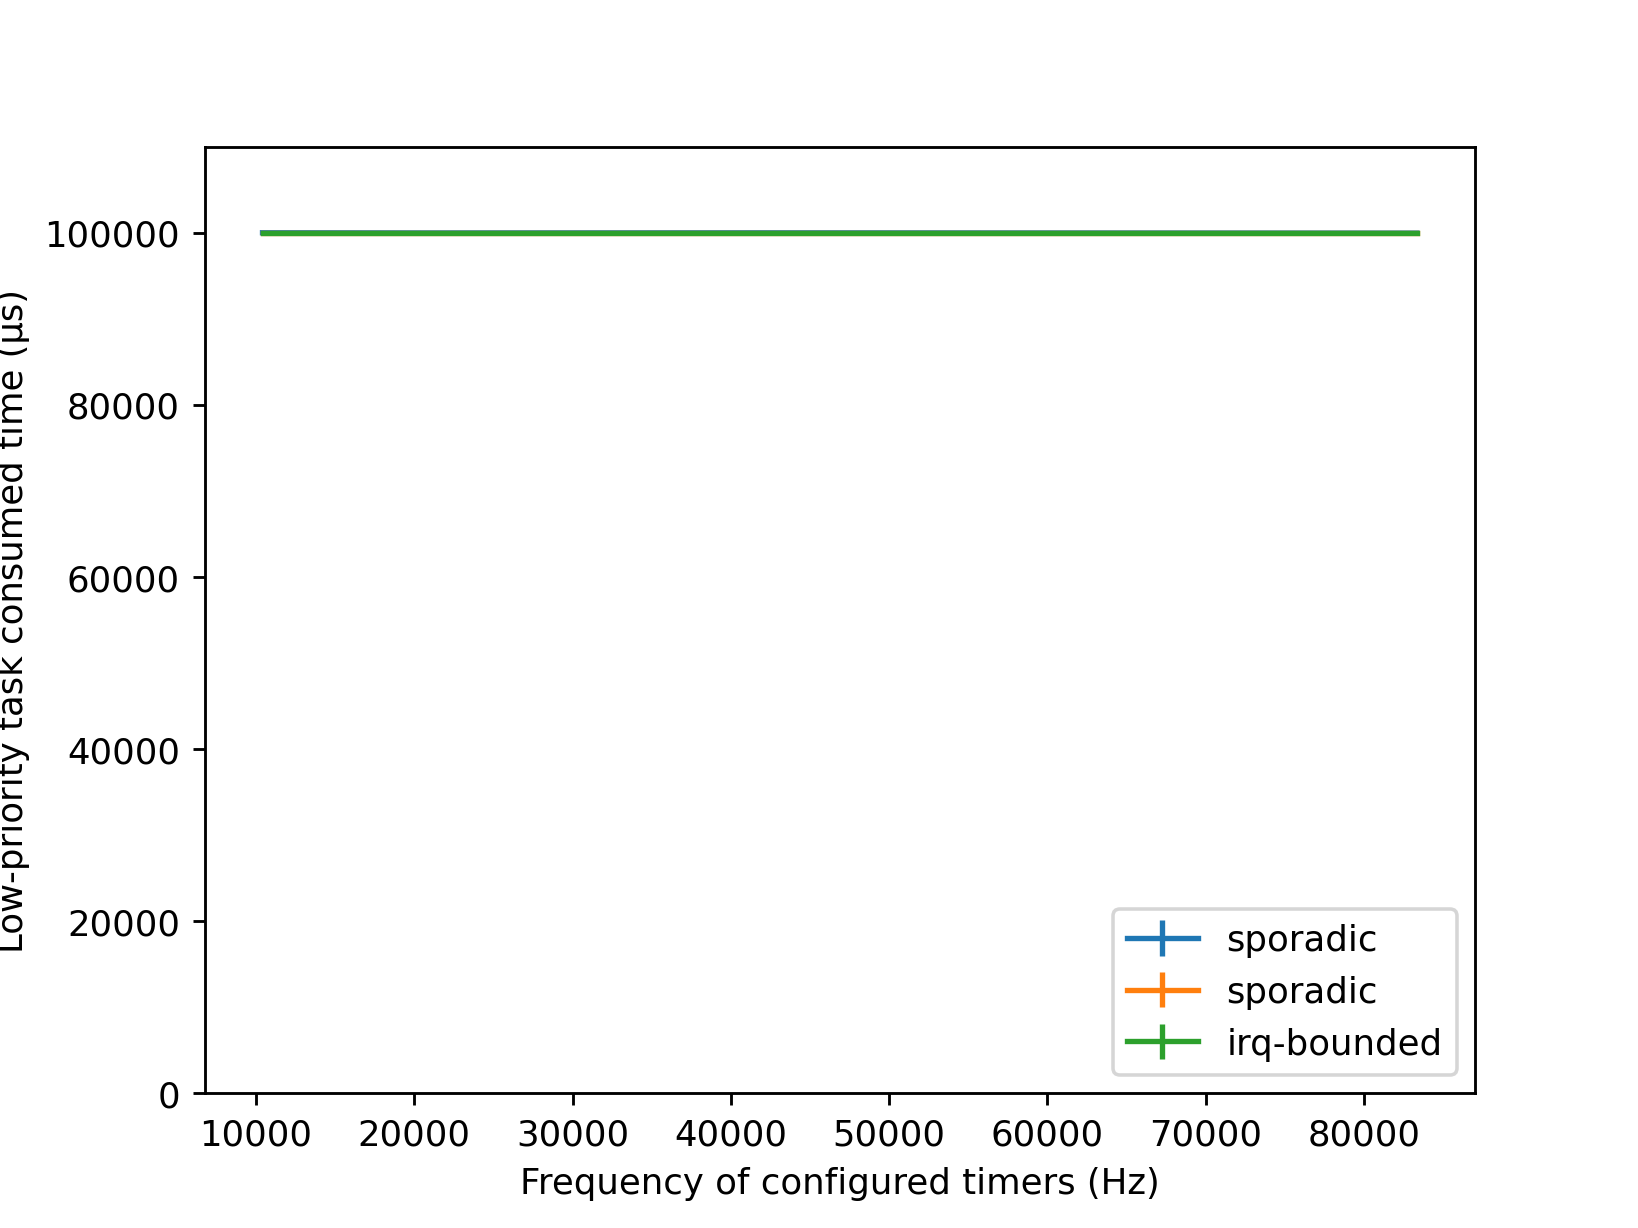 Low-priority task consumed time (µs)
100000
80000
60000
40000
20000
0
10000 20000 30000 40000 50000 60000 70000 80000
Frequency of configured timers (Hz)
sporadic
sporadic
irq-bounded